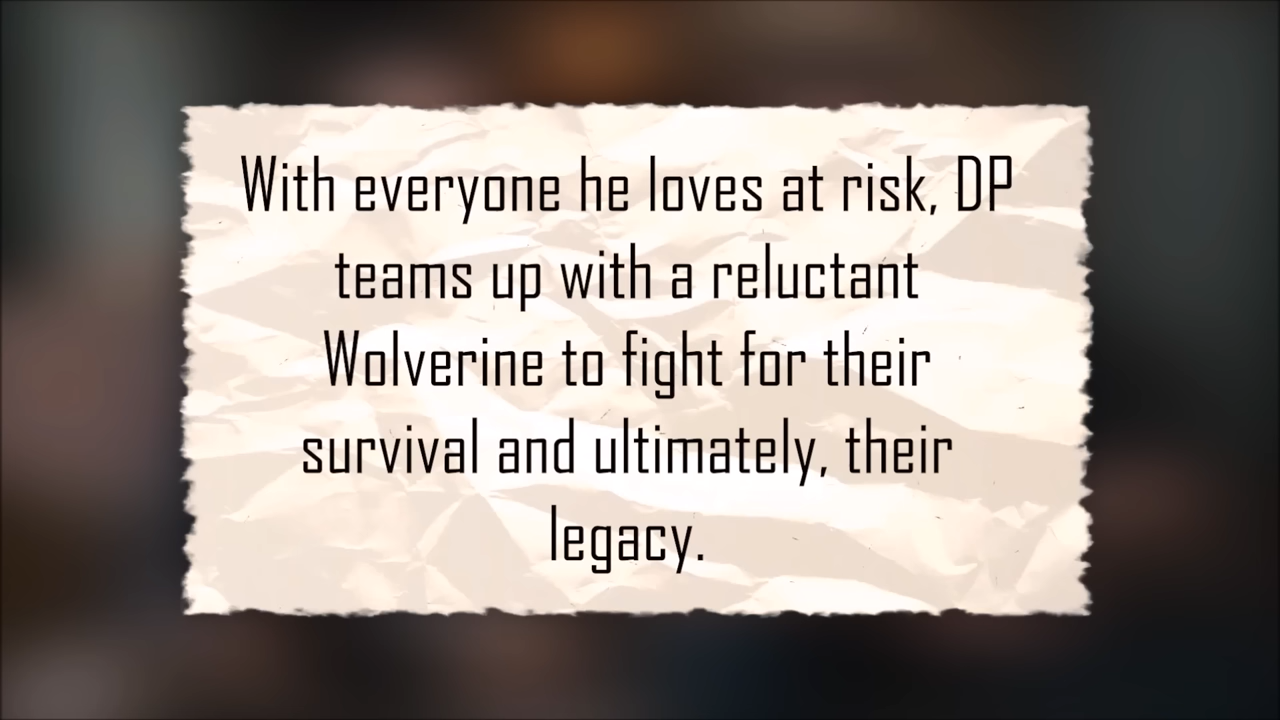 With everyone he loves at risk, DP
teams up with a reluctant
Wolverine to fight for their
survival and ultimately, their
legacy.